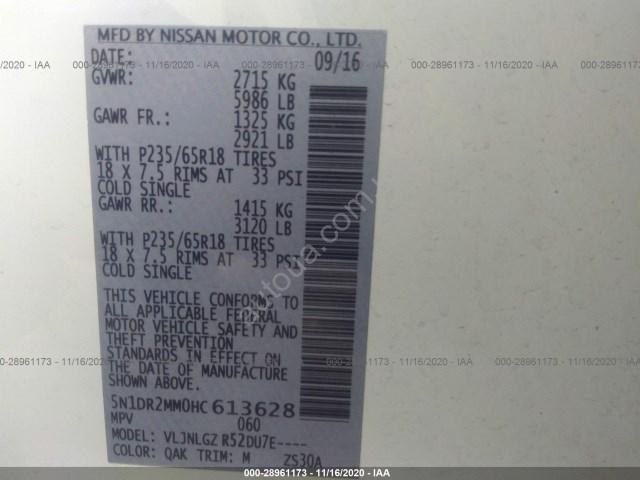 MFD BY NISSAN MOTOR CO., LTD.
DATE: 09/16
GVWR: 2715 KG
5986 LB
GAWR FR.: 1325 KG
2921 LB
WITH P235/65R18 TIRES
18 X 7.5 RIMS AT 33 PSI
COLD SINGLE
GAWR RR.: 1415 KG
3120 LB
WITH P235/65R18 TIRES
18 X 7.5 RIMS AT 33 PSI
COLD SINGLE
THIS VEHICLE CONFORMS TO
ALL APPLICABLE FEDERAL
MOTOR VEHICLE SAFETY AND
THEFT PREVENTION
STANDARDS IN EFFECT ON
THE DATE OF MANUFACTURE
SHOWN ABOVE.
5N1DR2MM0HC 613628
MPV 060
MODEL: VLJNLGZ R52DU7E----
COLOR: QAK TRIM: M ZS30A
000-28961173 - 11/16/2020 - IAA